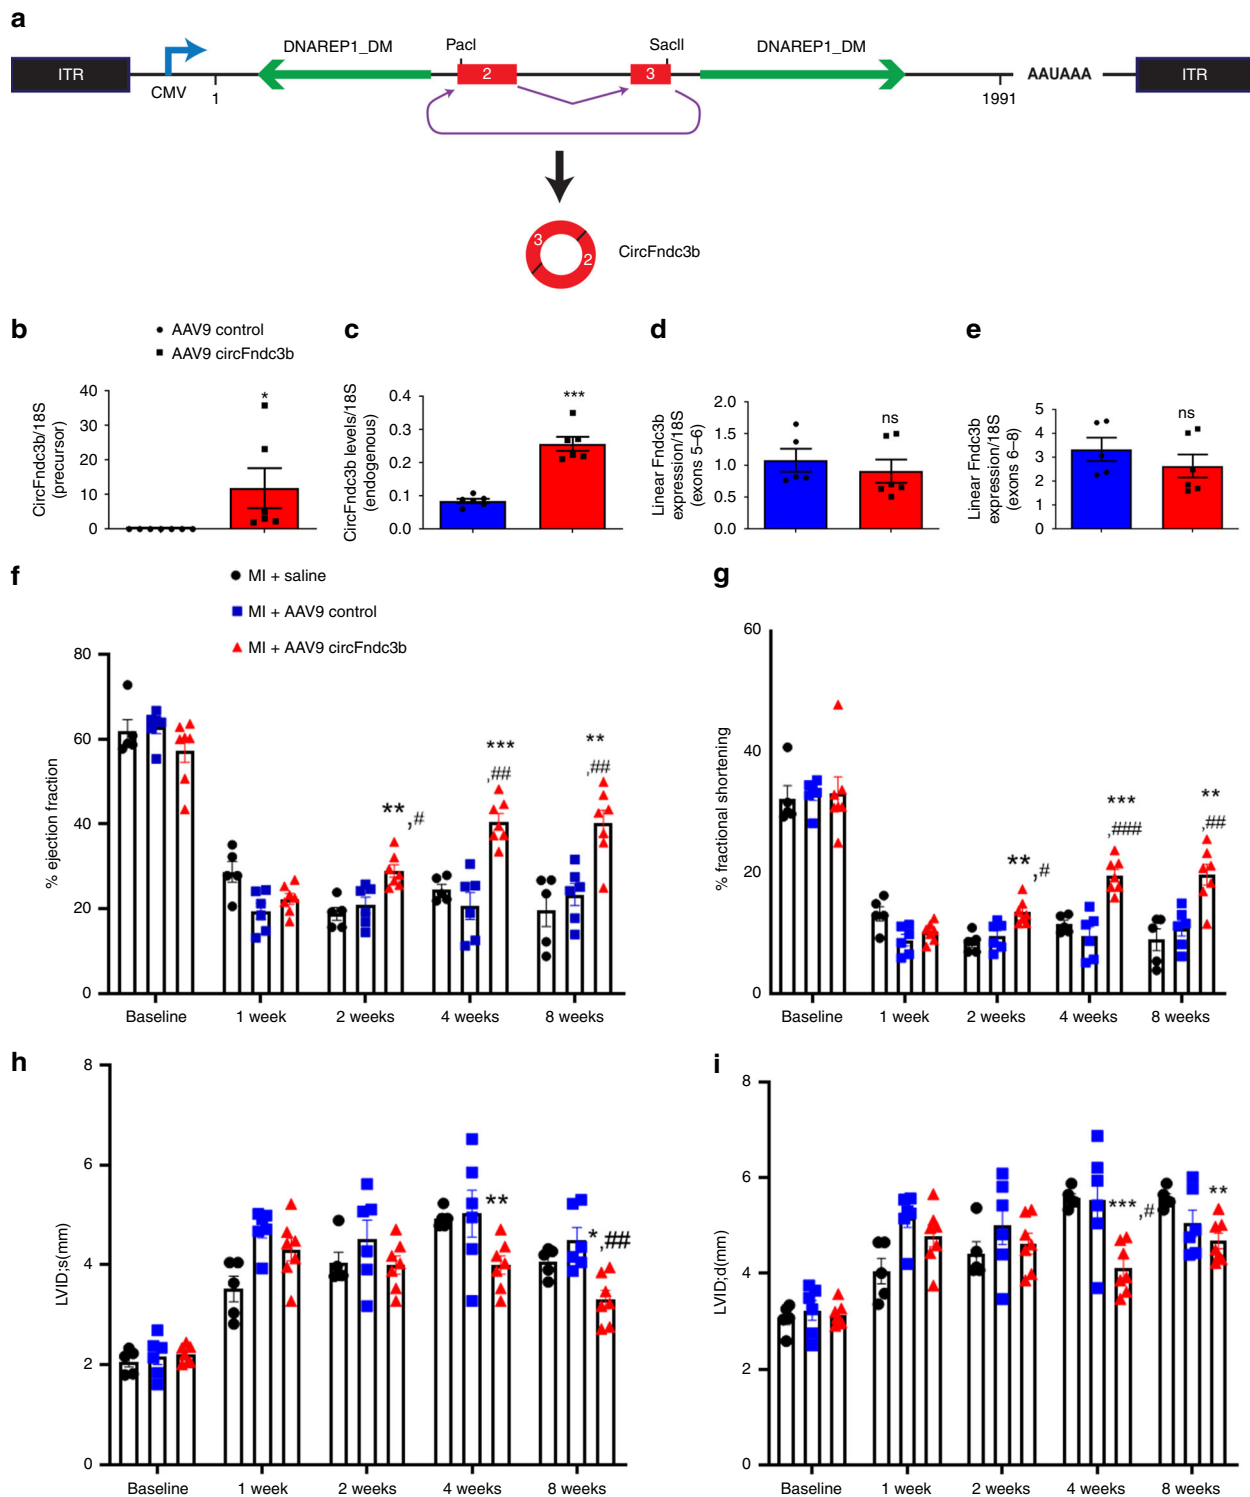 a
ITR
CMV
1
DNAREP1_DM
PacI
2
SacII
3
DNAREP1_DM
1991
AAUAAA
ITR
3
2
CircFndc3b
b
AAV9 control
AAV9 circFndc3b
CircFndc3b/18S
(precursor)
40
30
20
10
0
*
c
CircFndc3b levels/18S
(endogenous)
0.4
0.3
0.2
0.1
0.0
***
d
Linear Fndc3b
expression/18S
(exons 5–6)
2.0
1.5
1.0
0.5
0.0
ns
e
Linear Fndc3b
expression/18S
(exons 6–8)
5
4
3
2
1
0
ns
f
MI + saline
MI + AAV9 control
MI + AAV9 circFndc3b
% ejection fraction
80
60
40
20
0
**,#
***
,##
**
,##
Baseline
1 week
2 weeks
4 weeks
8 weeks
g
% fractional shortening
60
40
20
0
**,#
***
,###
**
,##
Baseline
1 week
2 weeks
4 weeks
8 weeks
h
LVID;s(mm)
8
6
4
2
0
**
*,##
Baseline
1 week
2 weeks
4 weeks
8 weeks
i
LVID;d(mm)
8
6
4
2
0
***,#
**
Baseline
1 week
2 weeks
4 weeks
8 weeks